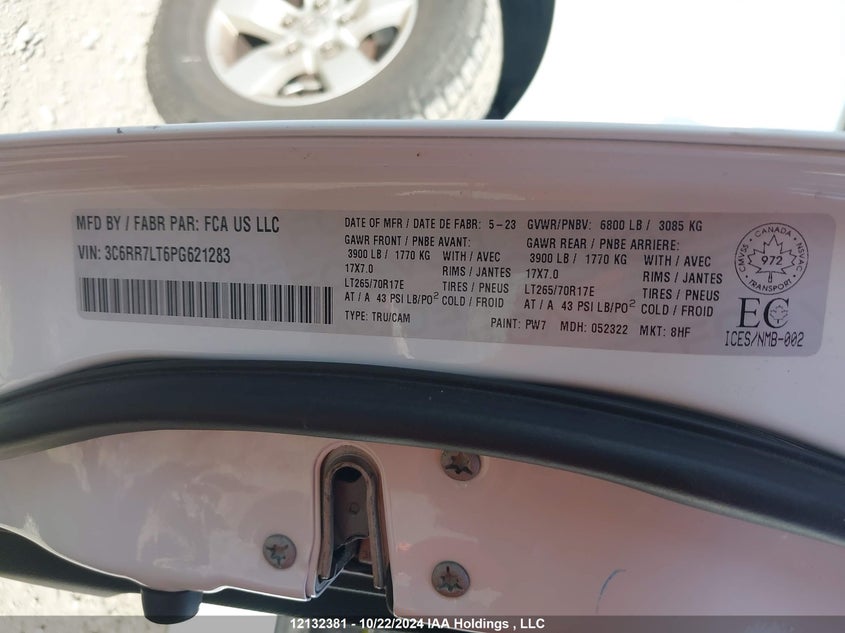 MFD BY / FABR PAR: FCA US LLC
VIN: 3C6RR7LT6PG621283
DATE OF MFR / DATE DE FABR: 5-23
GAWR FRONT / PNBE AVANT:
3900 LB / 1770 KG WITH / AVEC
17X7.0 RIMS / JANTES
LT265/70R17E TIRES / PNEUS
AT / A 43 PSI LB/PO² COLD / FROID
TYPE: TRU/CAM
GVWR/PNBV: 6800 LB / 3085 KG
GAWR REAR / PNBE ARRIERE:
3900 LB / 1770 KG WITH / AVEC
17X7.0 RIMS / JANTES
LT265/70R17E TIRES / PNEUS
AT / A 43 PSI LB/PO² COLD / FROID
PAINT: PW7 MDH: 052322 MKT: 8HF
CMVSS · CANADA · NSVAC
972
TRANSPORT
EC
ICES/NMB-002
12132381 - 10/22/2024 IAA Holdings , LLC